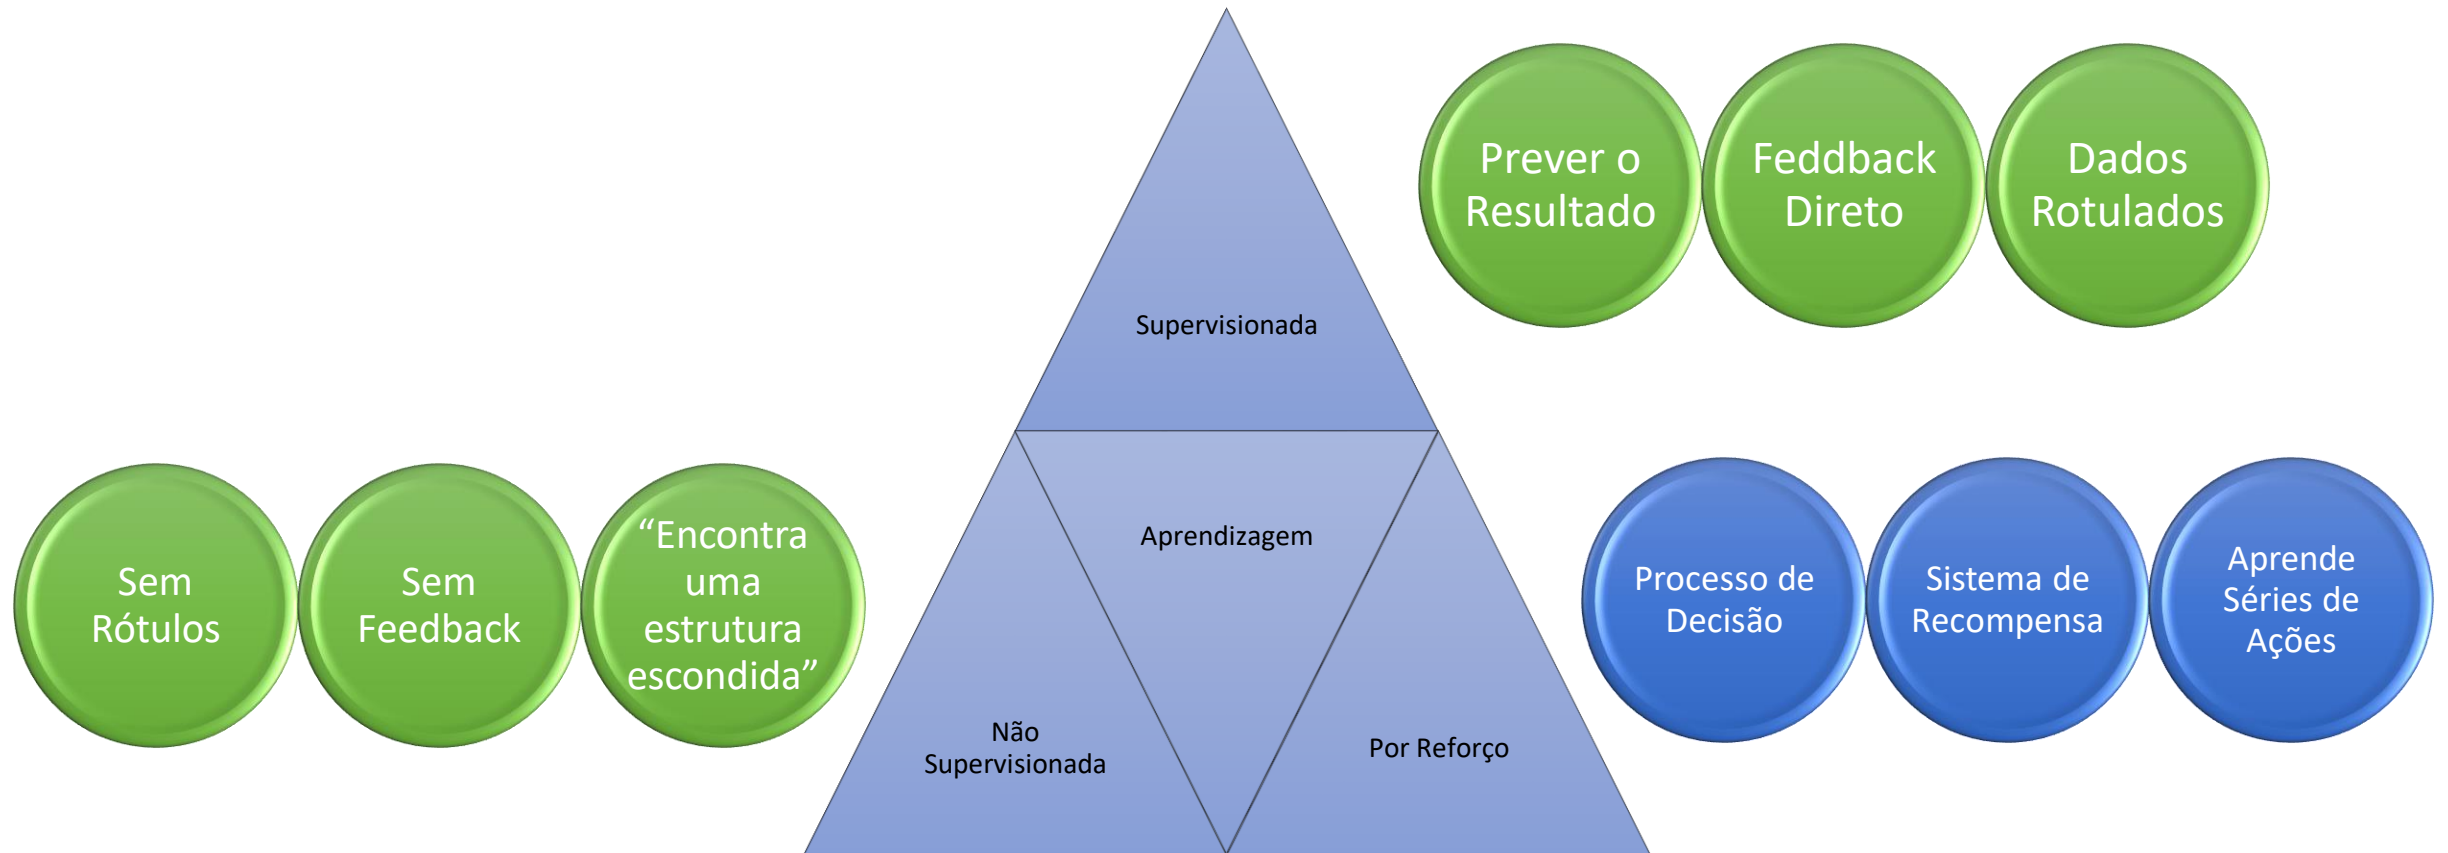 Prever o
Resultado
Feddback
Direto
Dados
Rotulados
Supervisionada
Sem
Rótulos
Sem
Feedback
“Encontra
uma
estrutura
escondida”
Aprendizagem
Não
Supervisionada
Por Reforço
Processo de
Decisão
Sistema de
Recompensa
Aprende
Séries de
Ações